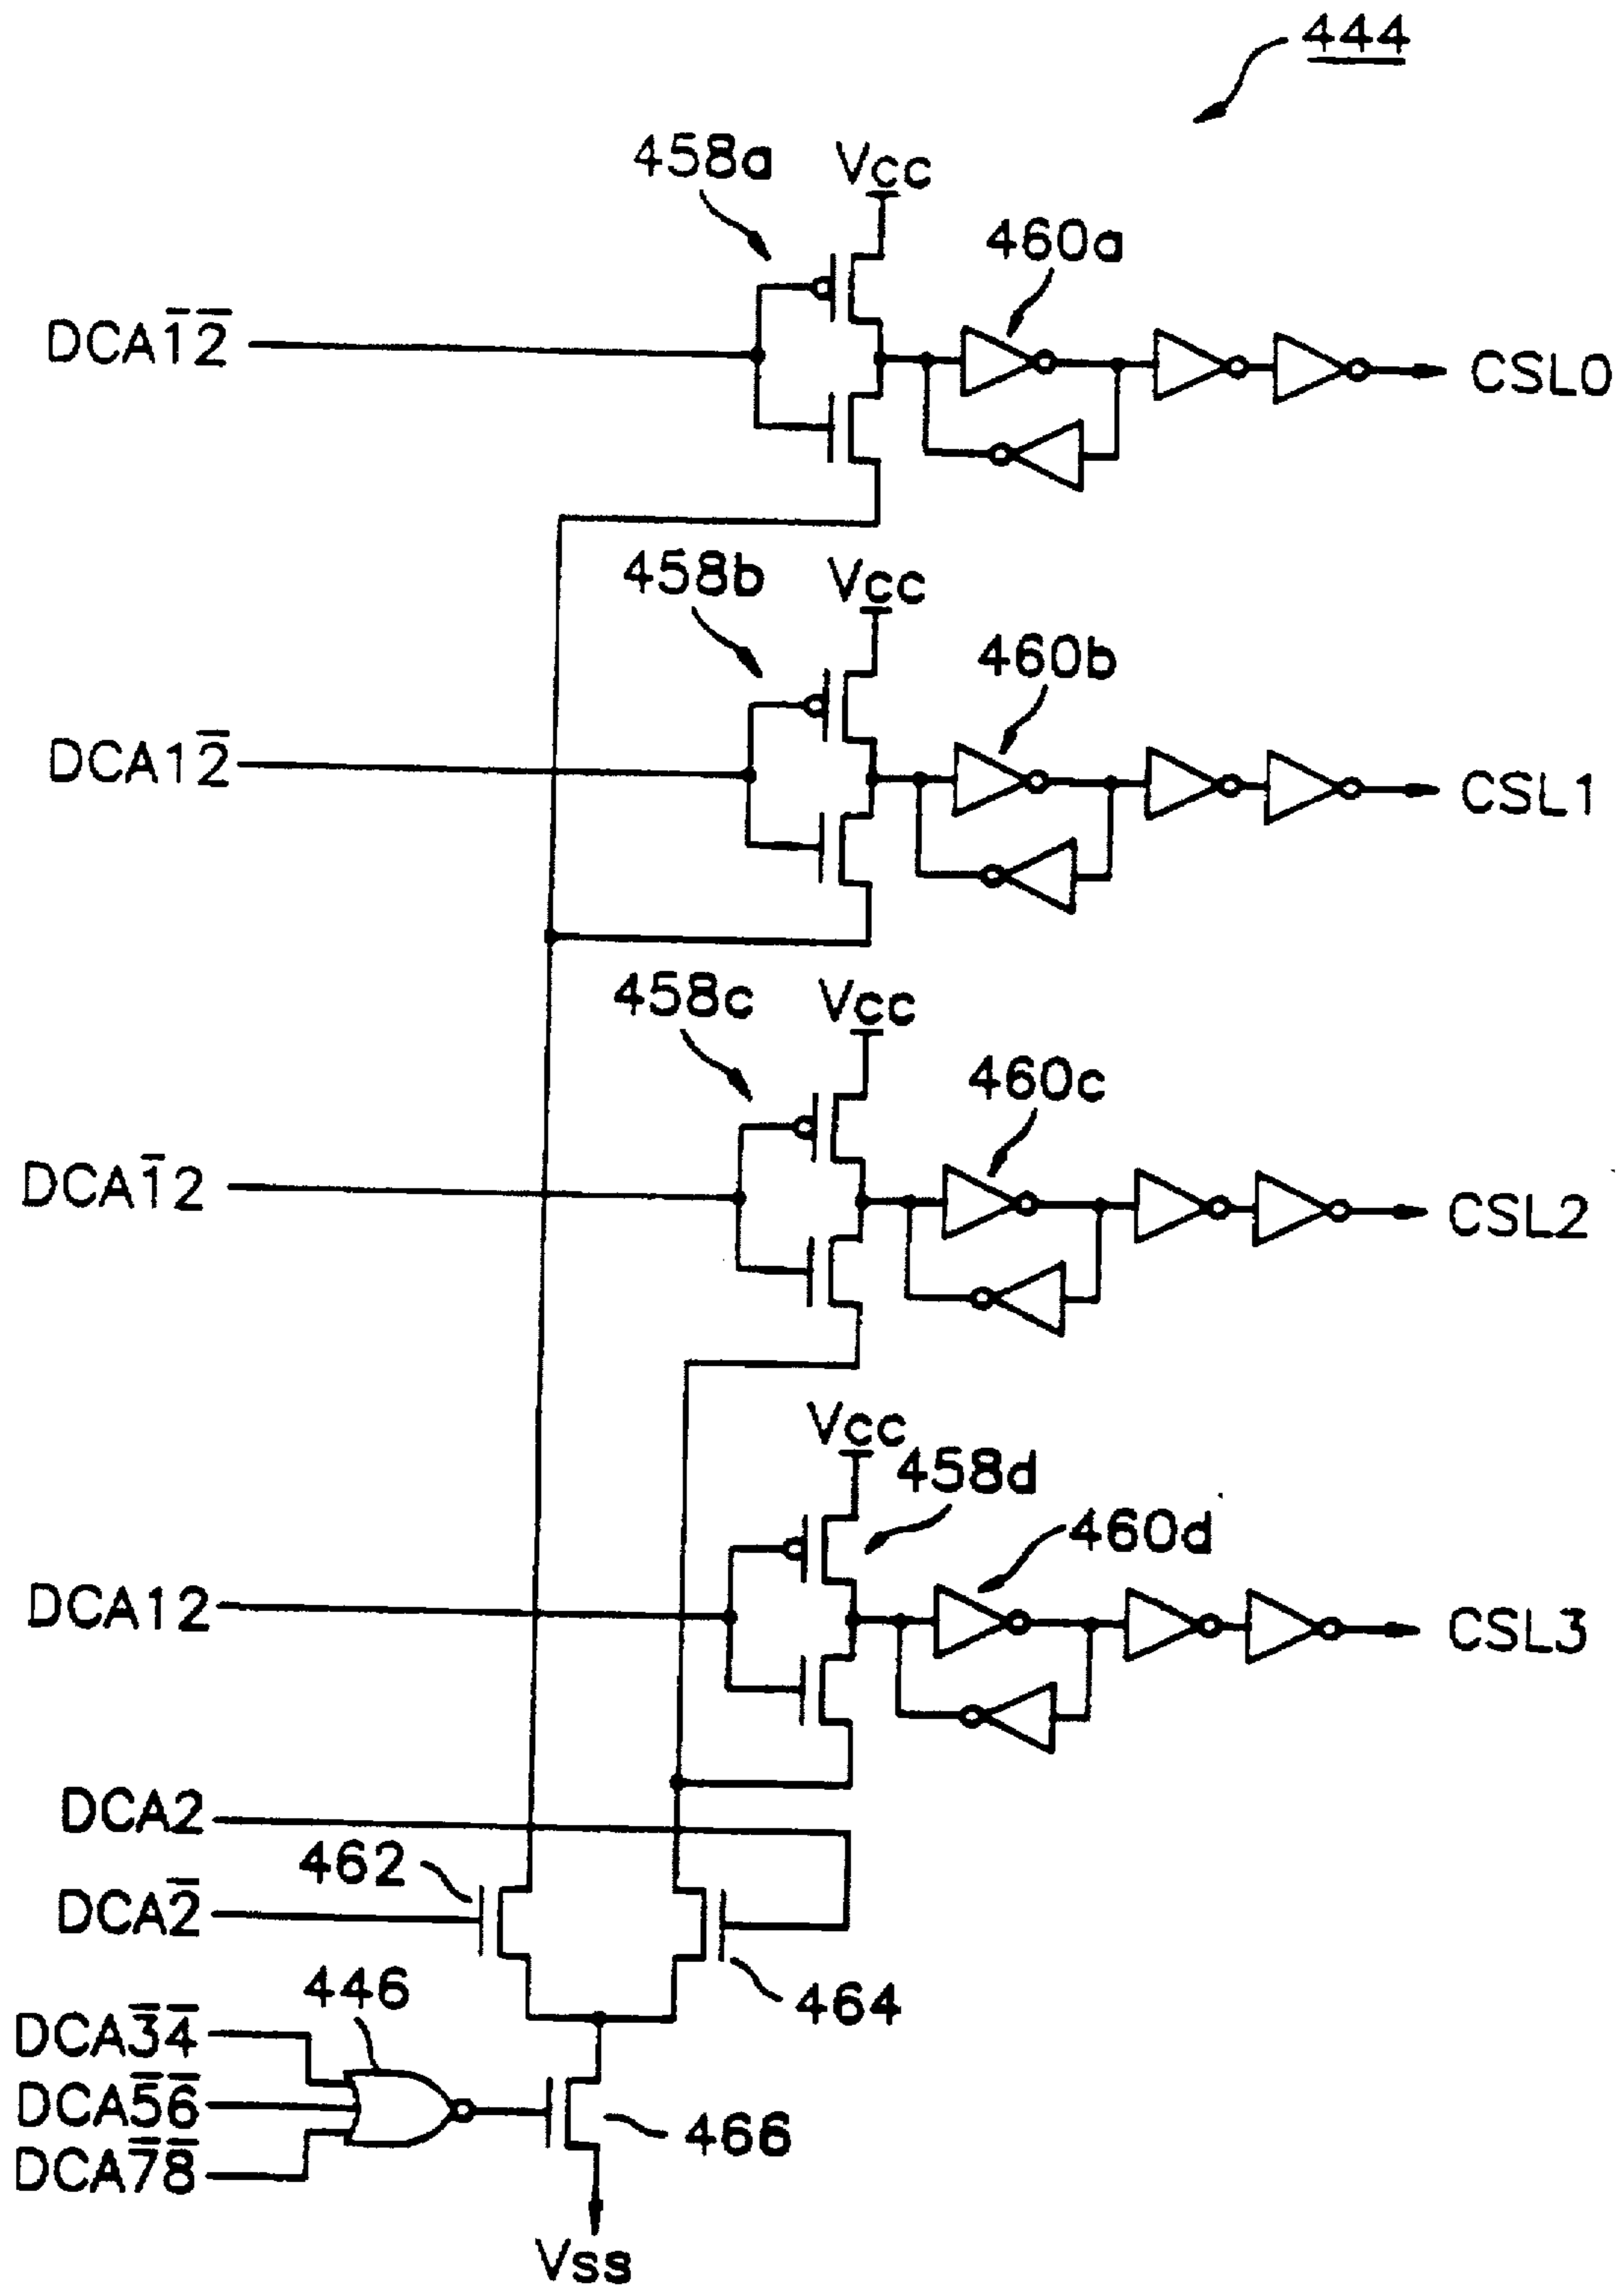 444
458a
Vcc
460a
DCA1̅2̅
CSL0
458b
Vcc
460b
DCA12̅
CSL1
458c
Vcc
460c
DCA1̅2
CSL2
Vcc
458d
460d
DCA12
CSL3
DCA2
462
DCA2̅
446
464
DCA3̅4̅
DCA5̅6̅
466
DCA7̅8̅
Vss